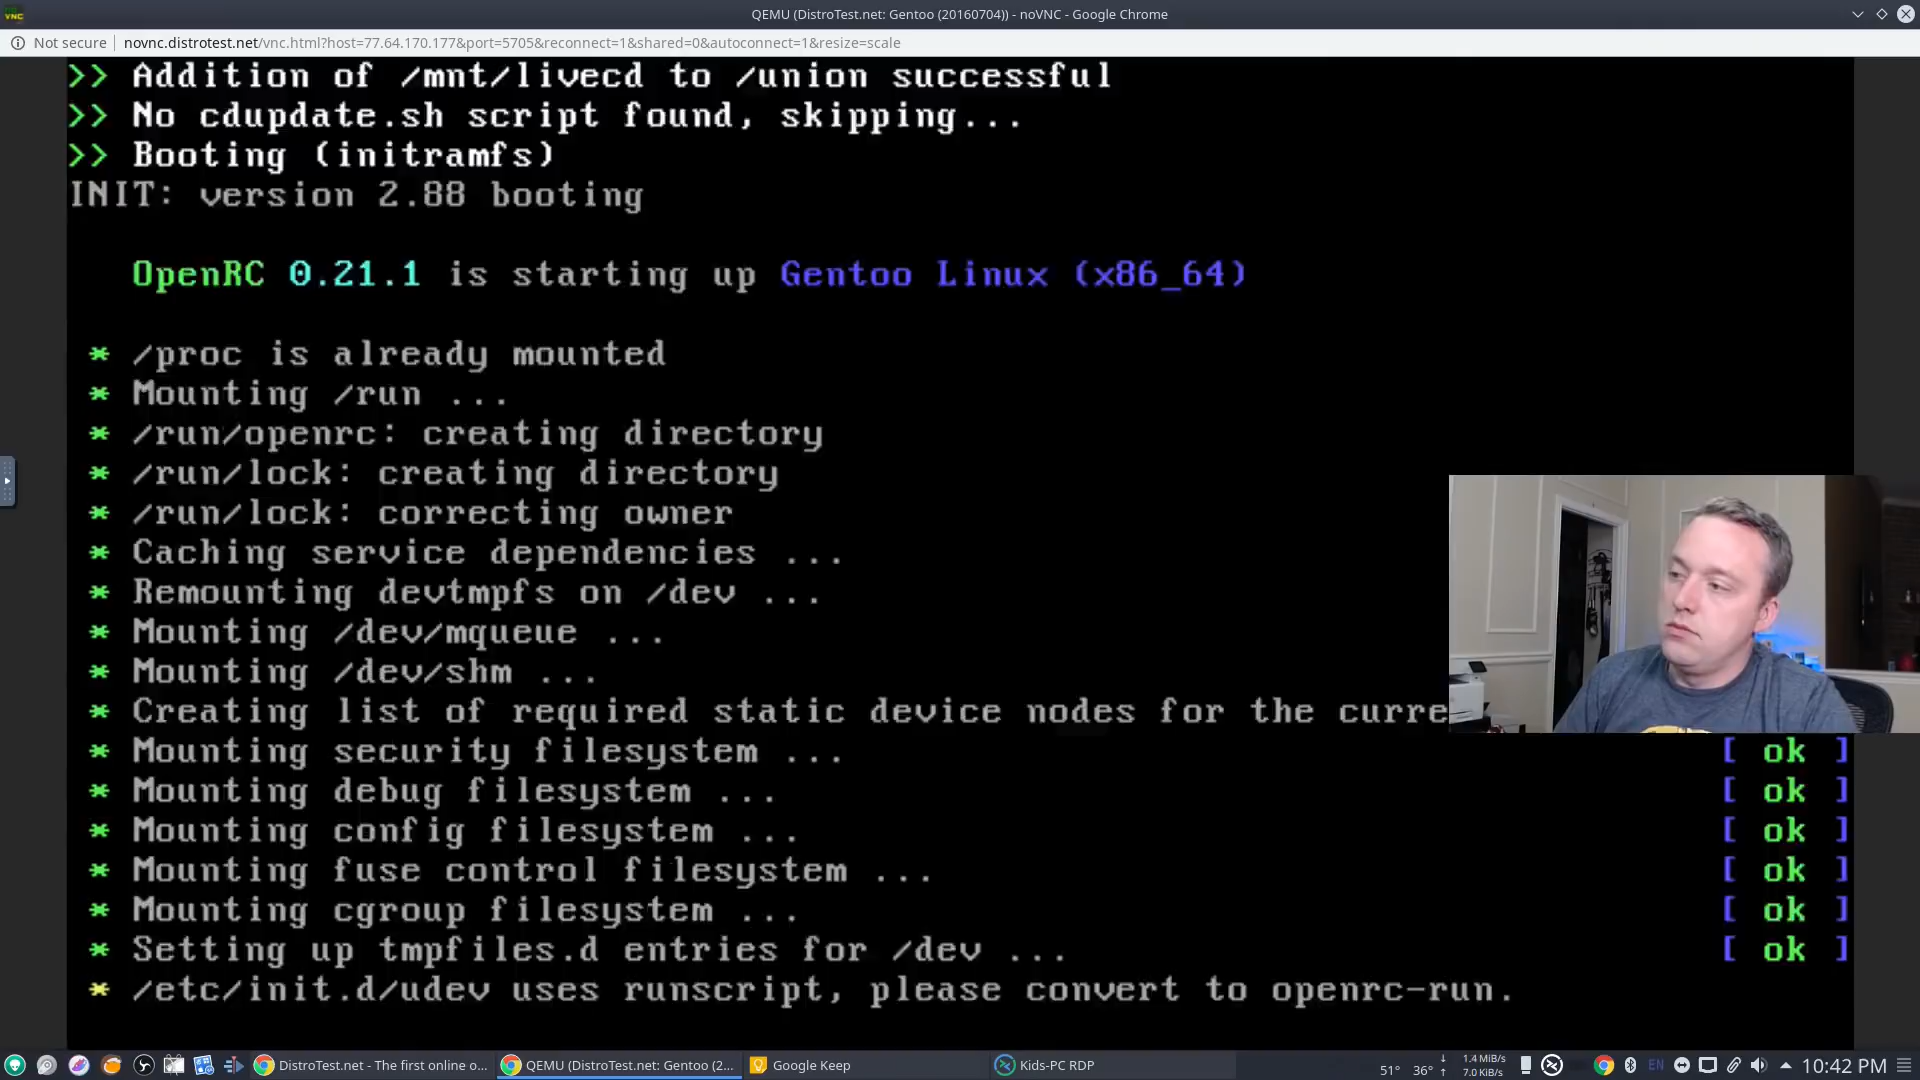 VNC
QEMU (DistroTest.net: Gentoo (20160704)) - noVNC - Google Chrome
Not secure
novnc.distrotest.net/vnc.html?host=77.64.170.177&port=5705&reconnect=1&shared=0&autoconnect=1&resize=scale
>> Addition of /mnt/livecd to /union successful
>> No cdupdate.sh script found, skipping...
>> Booting (initramfs)
INIT: version 2.88 booting
OpenRC 0.21.1 is starting up Gentoo Linux (x86_64)
* /proc is already mounted
* Mounting /run ...
* /run/openrc: creating directory
* /run/lock: creating directory
* /run/lock: correcting owner
* Caching service dependencies ...
* Remounting devtmpfs on /dev ...
* Mounting /dev/mqueue ...
* Mounting /dev/shm ...
* Creating list of required static device nodes for the curre
* Mounting security filesystem ... [ ok ]
* Mounting debug filesystem ... [ ok ]
* Mounting config filesystem ... [ ok ]
* Mounting fuse control filesystem ... [ ok ]
* Mounting cgroup filesystem ... [ ok ]
* Setting up tmpfiles.d entries for /dev ... [ ok ]
* /etc/init.d/udev uses runscript, please convert to openrc-run.
DistroTest.net - The first online o...
QEMU (DistroTest.net: Gentoo (2...
Google Keep
Kids-PC RDP
51° 36°
↓ 1.4 MiB/s
↑ 7.0 KiB/s
EN
10:42 PM